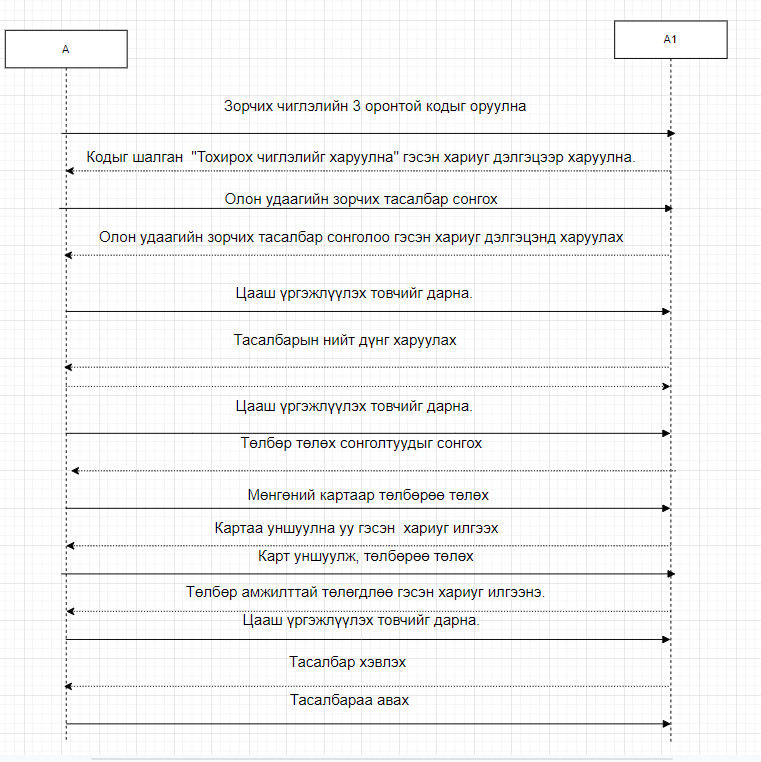 A
A1
Зорчих чиглэлийн 3 оронтой кодыг оруулна
Кодыг шалган "Тохирох чиглэлийг харуулна" гэсэн хариуг дэлгэцээр харуулна.
Олон удаагийн зорчих тасалбар сонгох
Олон удаагийн зорчих тасалбар сонголоо гэсэн хариуг дэлгэцэнд харуулах
Цааш үргэжлүүлэх товчийг дарна.
Тасалбарын нийт дүнг харуулах
Цааш үргэжлүүлэх товчийг дарна.
Төлбөр төлөх сонголтуудыг сонгох
Мөнгөний картаар төлбөрөө төлөх
Картаа уншуулна уу гэсэн хариуг илгээх
Карт уншуулж, төлбөрөө төлөх
Төлбөр амжилттай төлөгдлөө гэсэн хариуг илгээнэ.
Цааш үргэжлүүлэх товчийг дарна.
Тасалбар хэвлэх
Тасалбараа авах